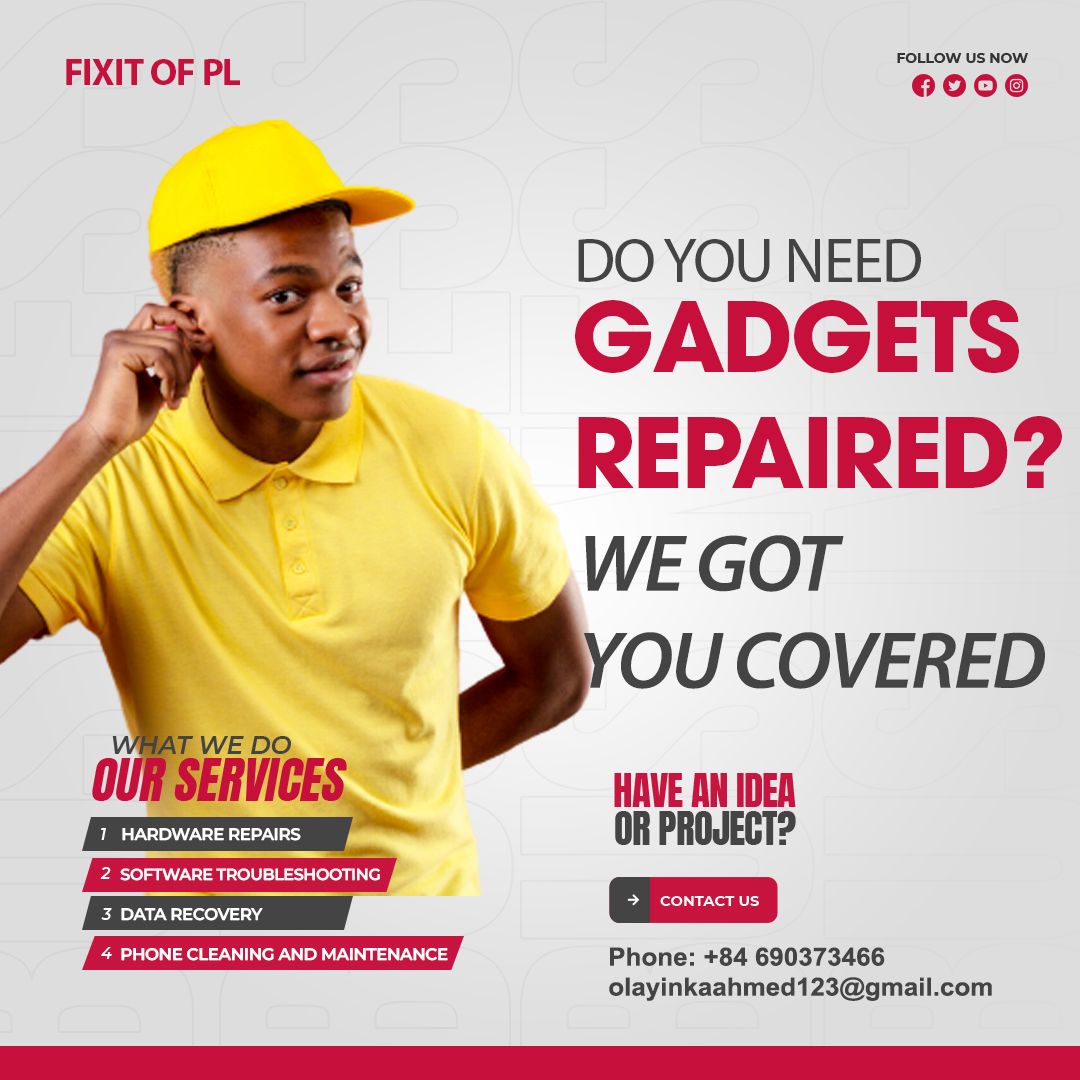 FIXIT OF PL
FOLLOW US NOW
DO YOU NEED
GADGETS
REPAIRED?
WE GOT
YOU COVERED
WHAT WE DO
OUR SERVICES
1 HARDWARE REPAIRS
2 SOFTWARE TROUBLESHOOTING
3 DATA RECOVERY
4 PHONE CLEANING AND MAINTENANCE
HAVE AN IDEA
OR PROJECT?
CONTACT US
Phone: +84 690373466
olayinkaahmed123@gmail.com